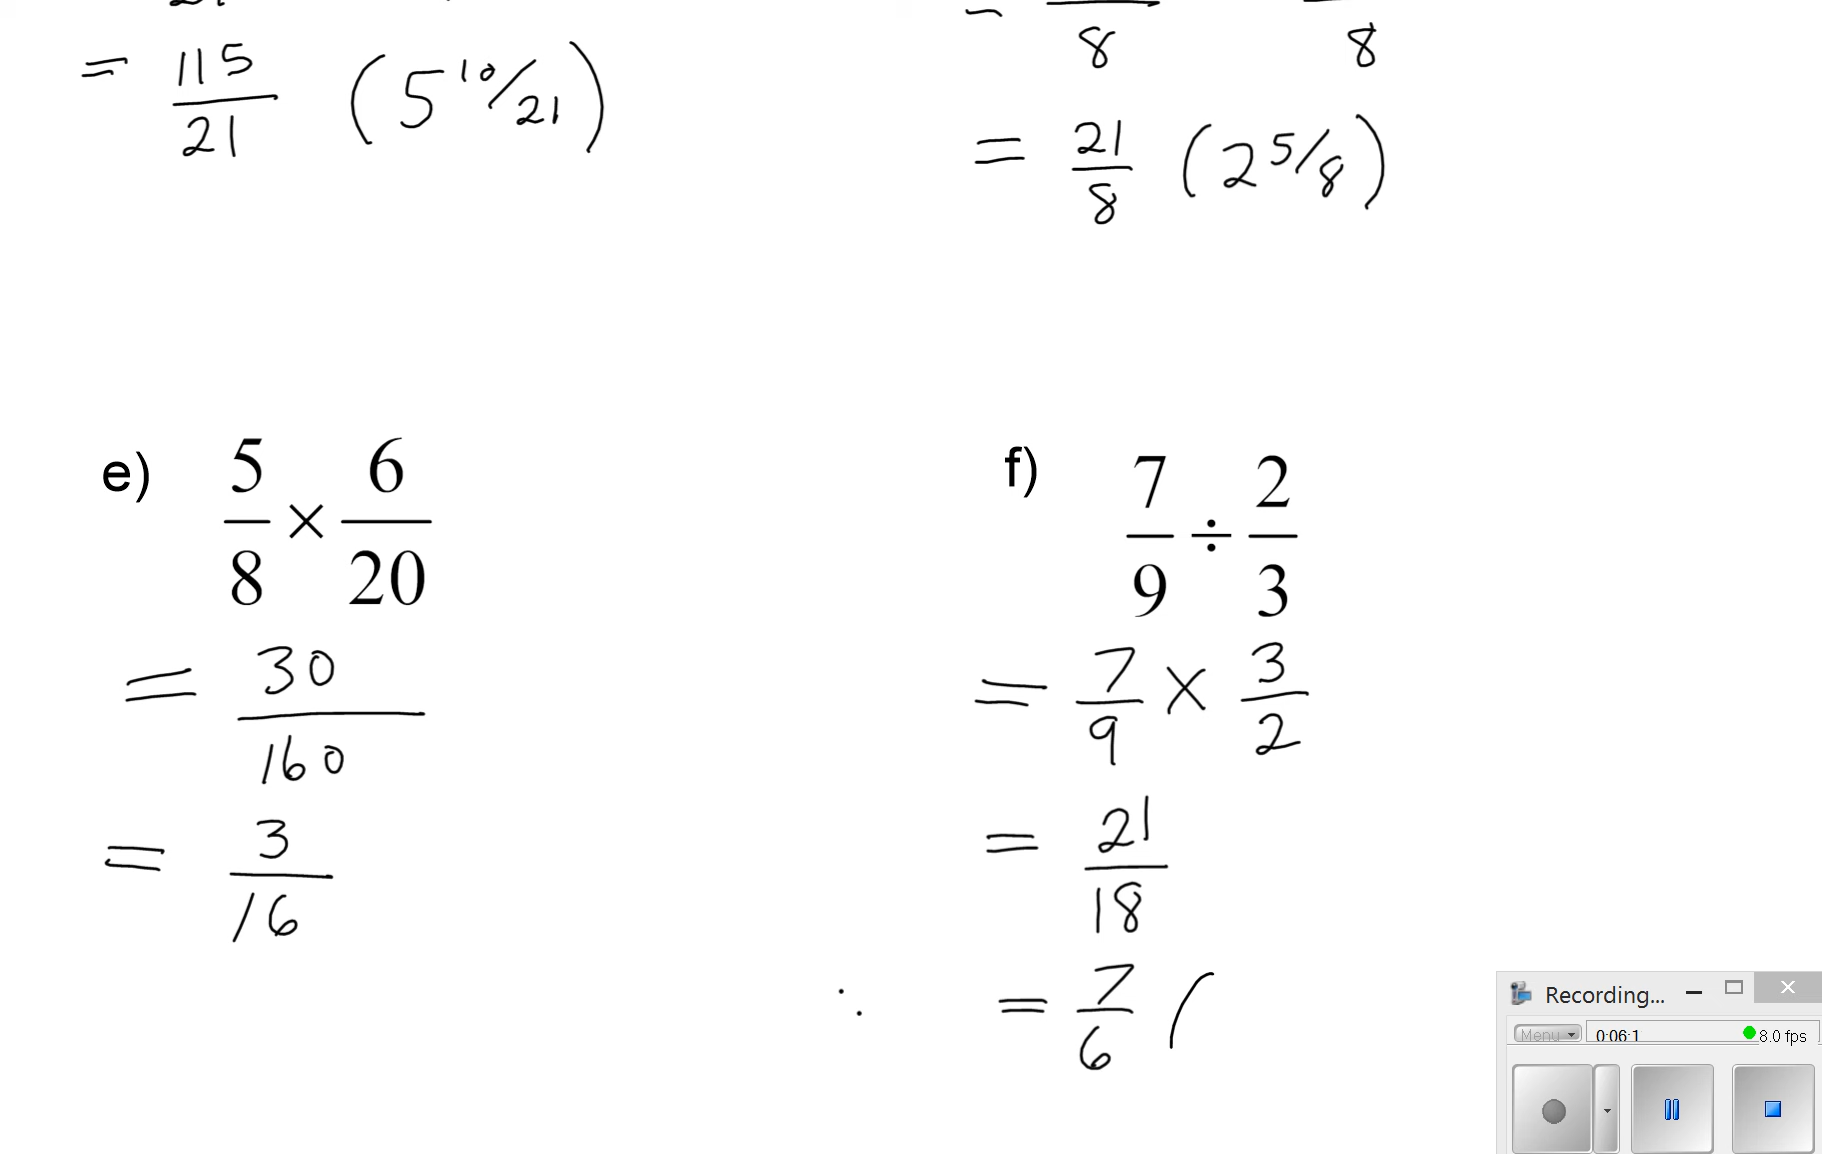 = 115/21 (5 10/21)
8 8
= 21/8 (2 5/8)
e) 5/8 × 6/20
= 30/160
= 3/16
f) 7/9 ÷ 2/3
= 7/9 × 3/2
= 21/18
= 7/6 (
Recording...
Menu 0:06:1 8.0 fps